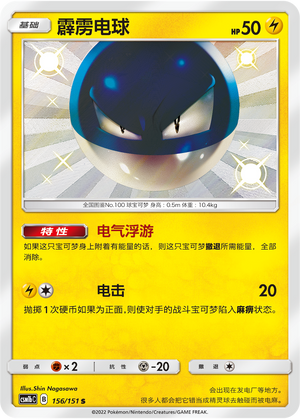 基础 霹雳电球 HP 50
全国图鉴No.100 球宝可梦 身高:0.5m 体重:10.4kg
特性 电气浮游
如果这只宝可梦身上附着有能量的话,则这只宝可梦撤退所需能量,全部
消除。
电击 20
抛掷1次硬币如果为正面,则使对手的战斗宝可梦陷入麻痹状态。
弱点 ×2 抗性 -20 撤退
Illus.Shin Nagasawa
CSM1b C B 156/151 S
会出现在发电厂等地。
很多人都会把它错当成精灵球去触碰而被电麻。
©2022 Pokémon/Nintendo/Creatures/GAME FREAK.